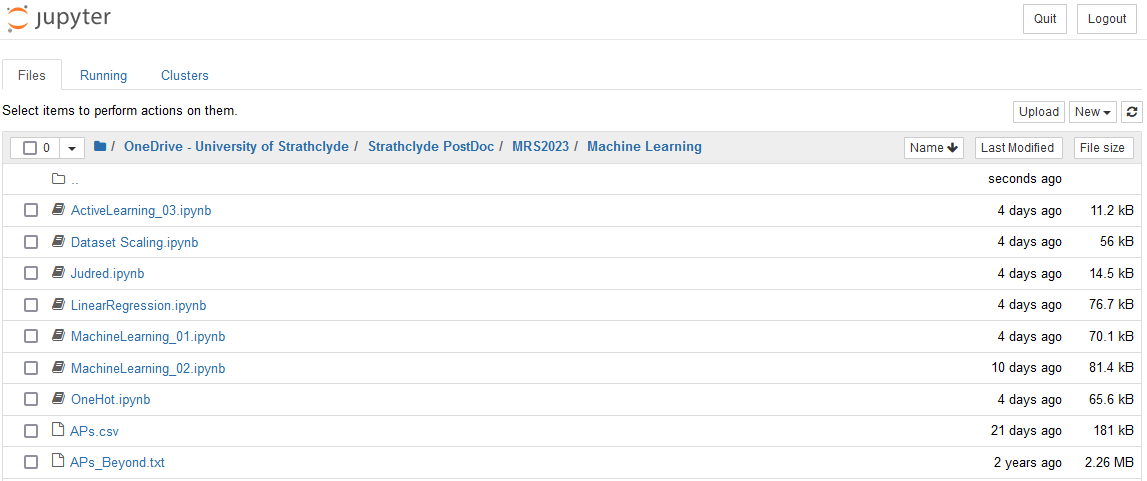 jupyter Quit Logout
Files Running Clusters
Select items to perform actions on them. Upload New
0 / OneDrive - University of Strathclyde / Strathclyde PostDoc / MRS2023 / Machine Learning Name Last Modified File size
.. seconds ago
ActiveLearning_03.ipynb 4 days ago 11.2 kB
Dataset Scaling.ipynb 4 days ago 56 kB
Judred.ipynb 4 days ago 14.5 kB
LinearRegression.ipynb 4 days ago 76.7 kB
MachineLearning_01.ipynb 4 days ago 70.1 kB
MachineLearning_02.ipynb 10 days ago 81.4 kB
OneHot.ipynb 4 days ago 65.6 kB
APs.csv 21 days ago 181 kB
APs_Beyond.txt 2 years ago 2.26 MB